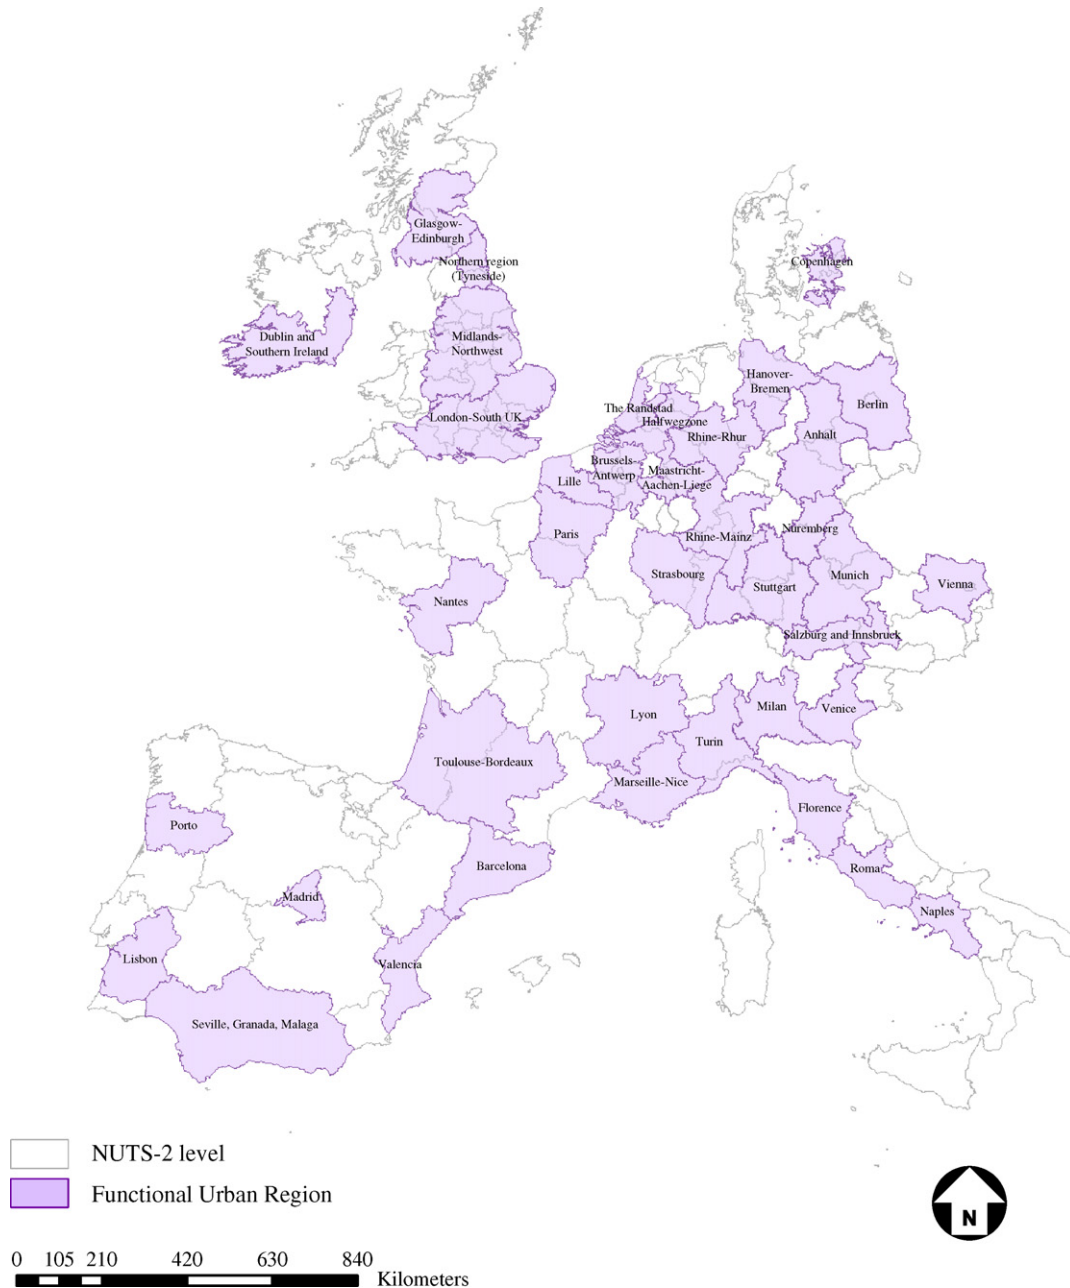 Glasgow-
Edinburgh
Northern region
(Tyneside)
Copenhagen
Dublin and
Southern Ireland
Midlands-
Northwest
Hanover-
Bremen
Berlin
The Randstad
Halfwegzone
London-South UK
Rhine-Rhur
Anhalt
Brussels-
Antwerp
Maastricht-
Aachen-Liege
Lille
Paris
Rhine-Mainz
Nuremberg
Strasbourg
Stuttgart
Munich
Vienna
Nantes
Salzburg and Innsbruck
Lyon
Milan
Venice
Turin
Toulouse-Bordeaux
Marseille-Nice
Florence
Porto
Barcelona
Roma
Madrid
Naples
Lisbon
Valencia
Seville, Granada, Malaga
NUTS-2 level
Functional Urban Region
N
0 105 210 420 630 840
Kilometers